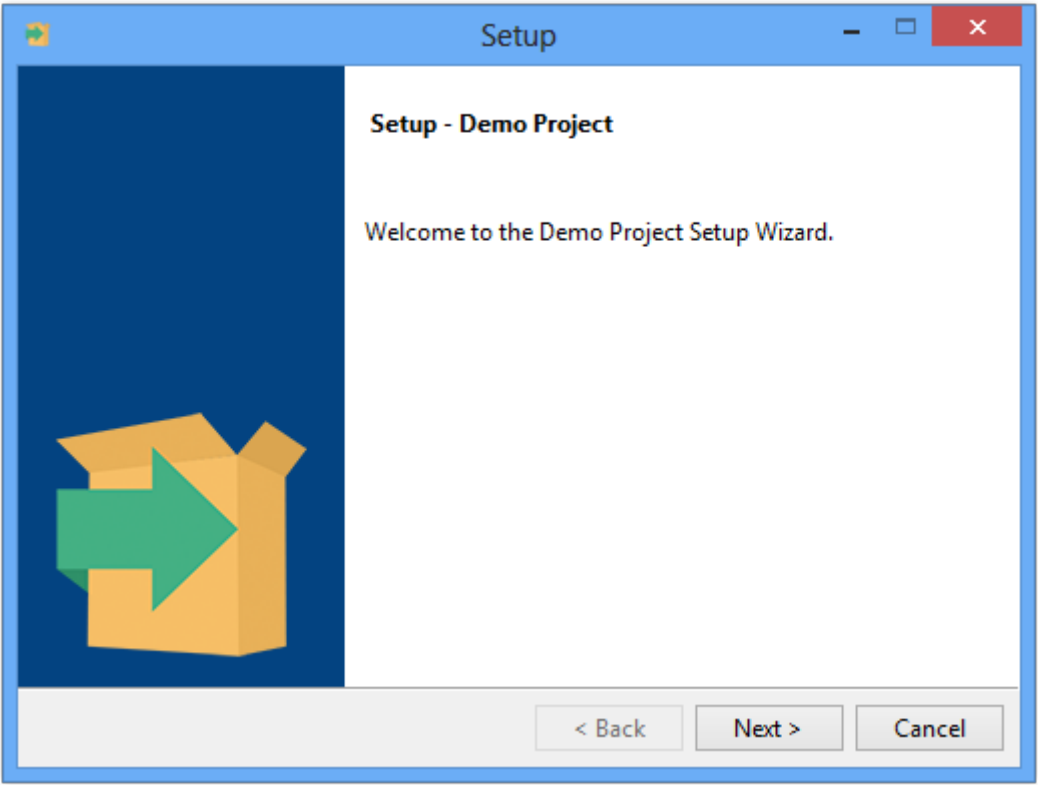 Setup
Setup - Demo Project
Welcome to the Demo Project Setup Wizard.
< Back
Next >
Cancel